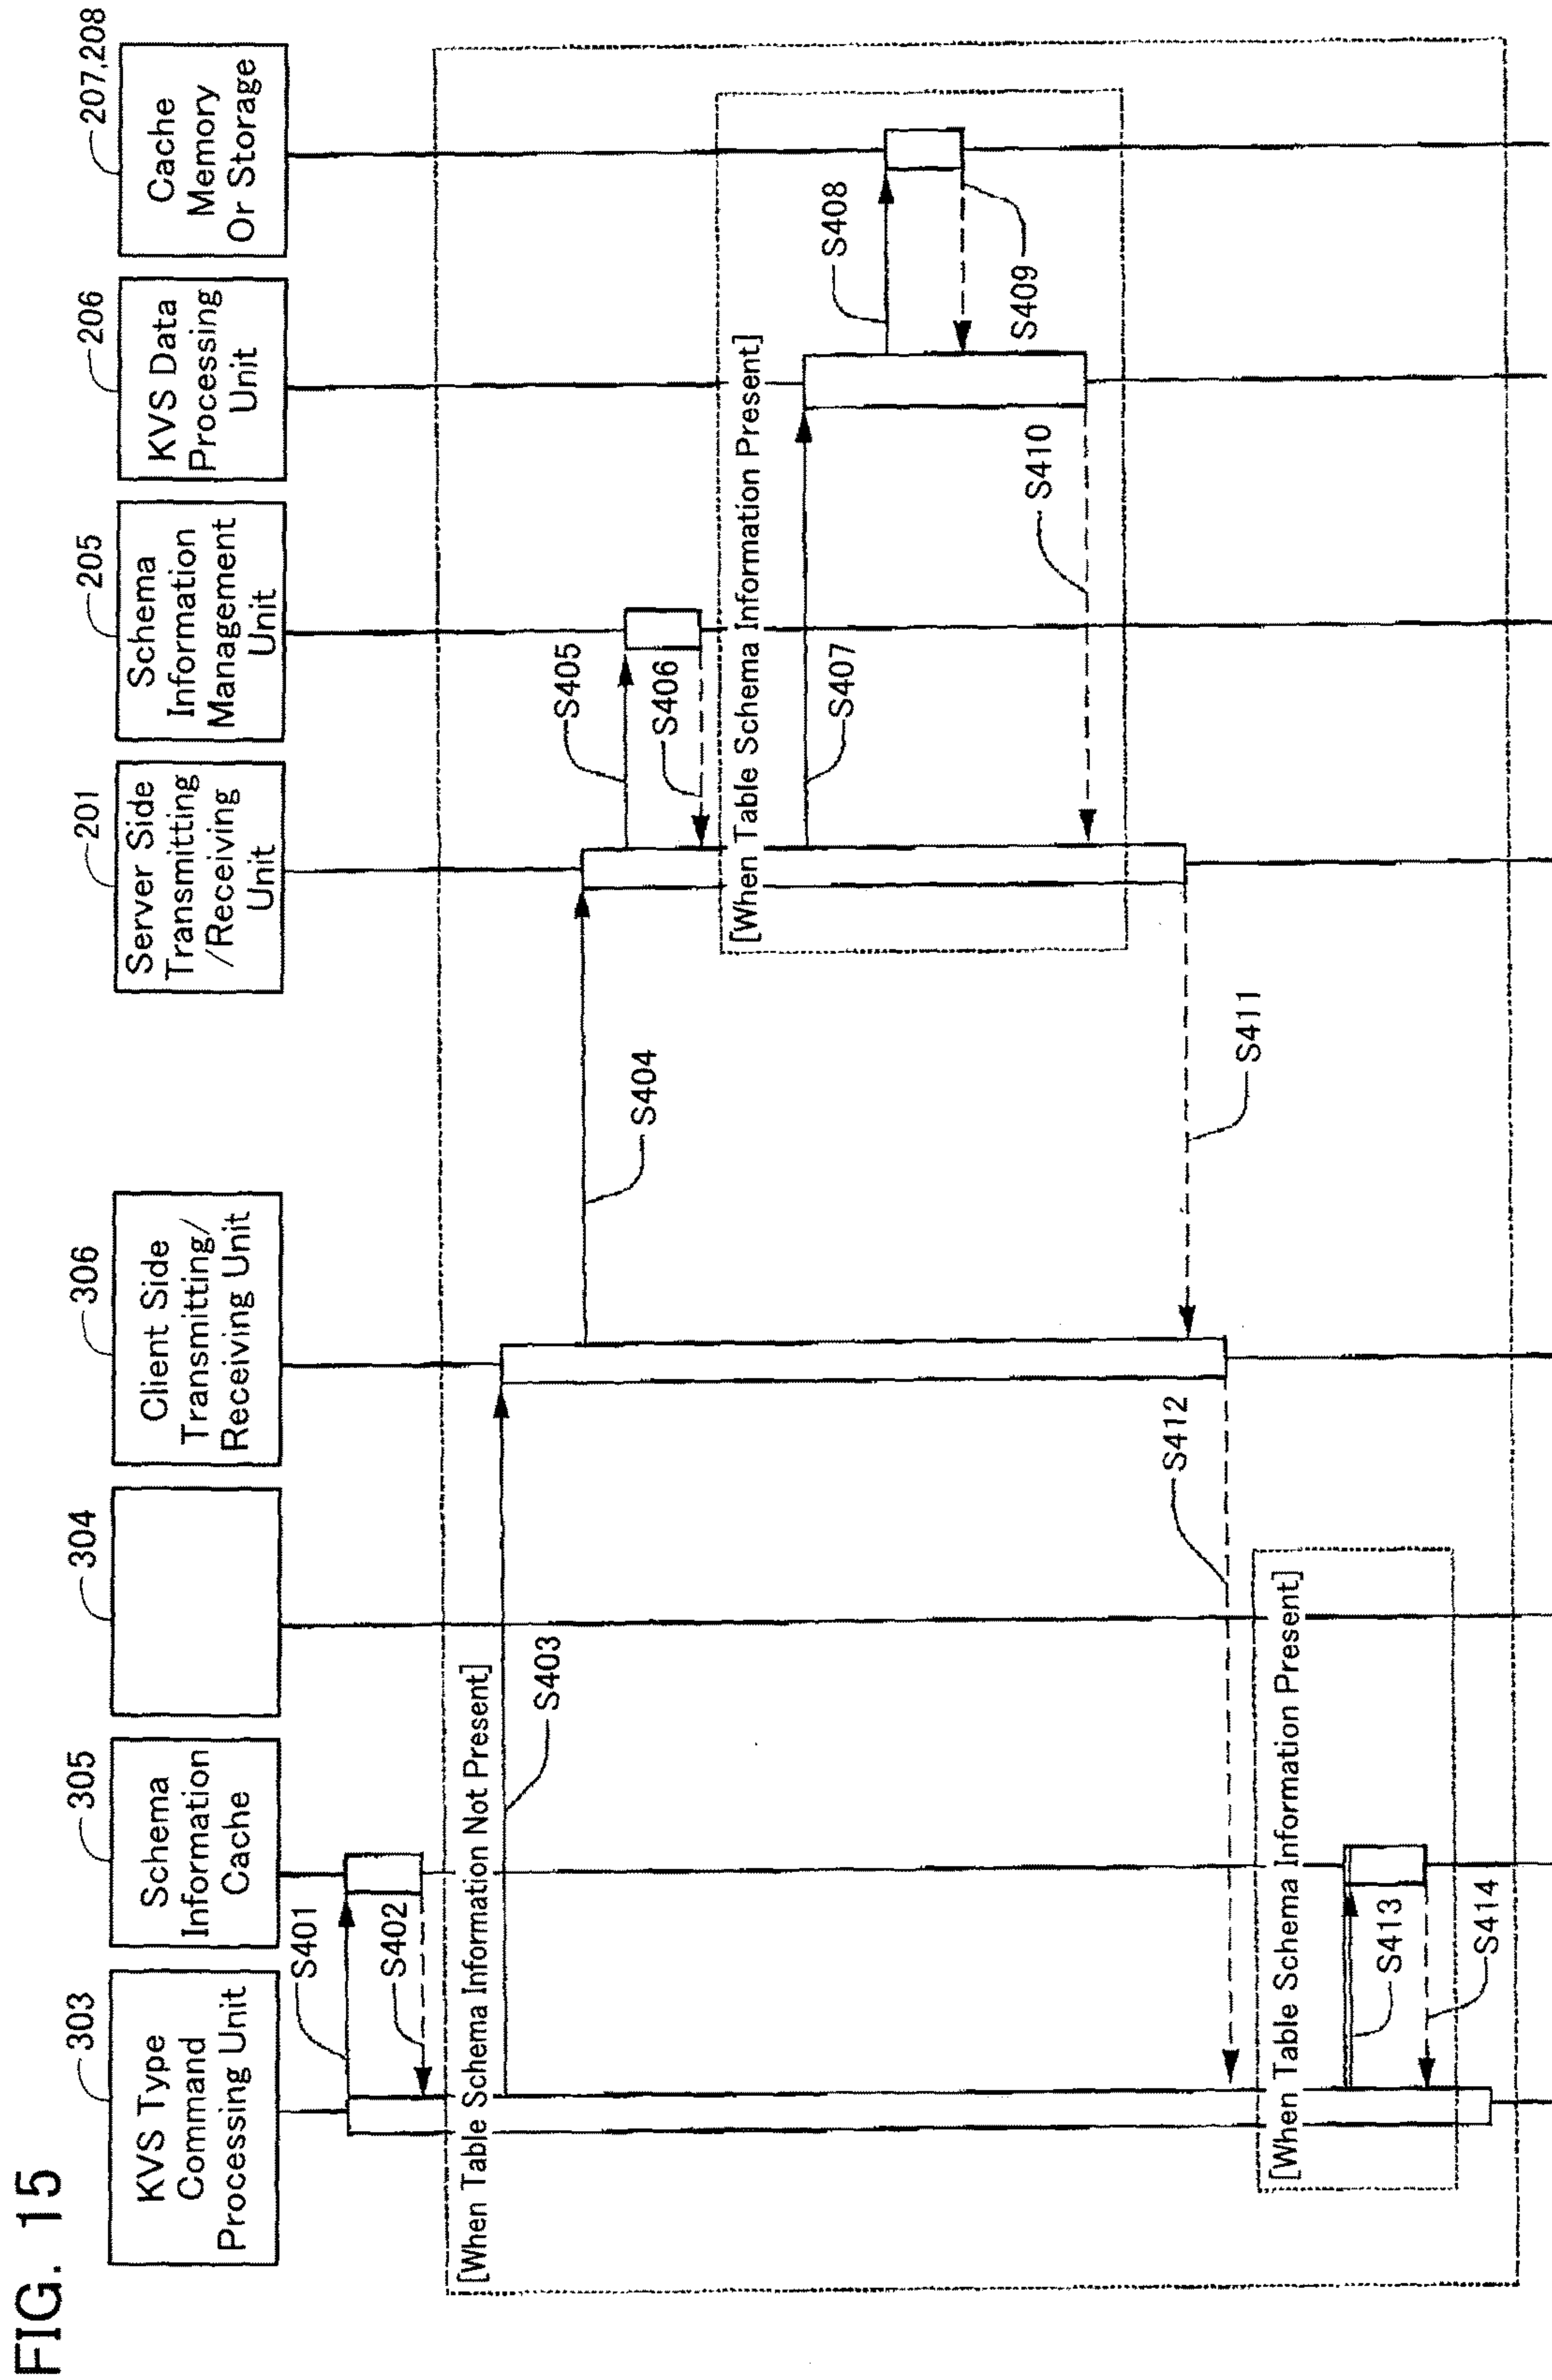 FIG. 15
303
KVS Type
Command
Processing Unit
305
Schema
Information
Cache
304
306
Client Side
Transmitting/
Receiving Unit
201
Server Side
Transmitting
/Receiving
Unit
205
Schema
Information
Management
Unit
206
KVS Data
Processing
Unit
207,208
Cache
Memory
Or Storage
S401
S402
[When Table Schema Information Not Present]
S403
S404
S405
S406
[When Table Schema Information Present]
S407
S408
S409
S410
S411
S412
[When Table Schema Information Present]
S413
S414